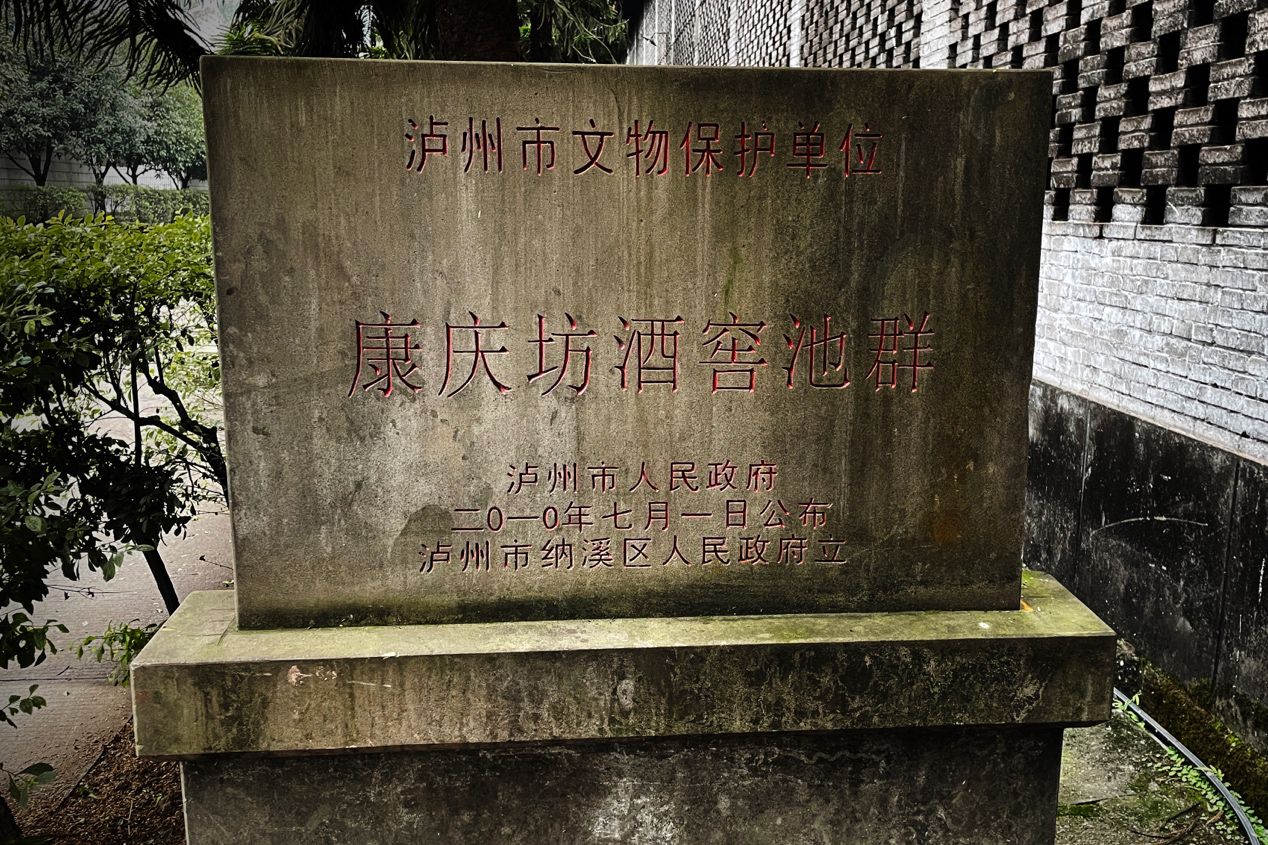 泸州市文物保护单位
康庆坊酒窖池群
泸州市人民政府
二0一0年七月一日公布
泸州市纳溪区人民政府立